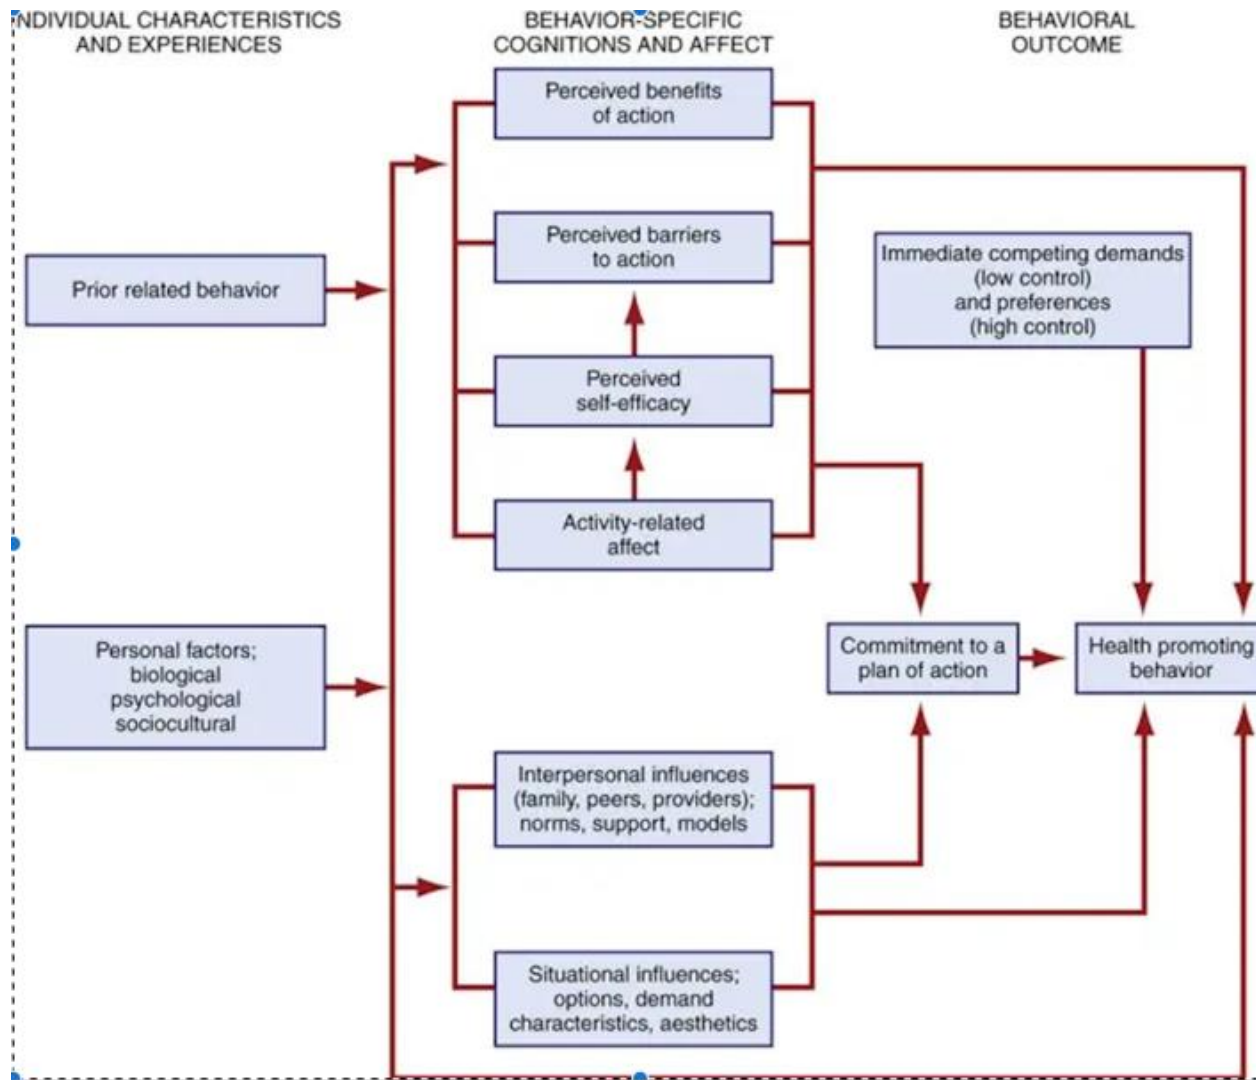 INDIVIDUAL CHARACTERISTICS
AND EXPERIENCES
BEHAVIOR-SPECIFIC
COGNITIONS AND AFFECT
BEHAVIORAL
OUTCOME
Perceived benefits
of action
Perceived barriers
to action
Immediate competing demands
(low control)
and preferences
(high control)
Prior related behavior
Perceived
self-efficacy
Activity-related
affect
Personal factors;
biological
psychological
sociocultural
Commitment to a
plan of action
Health promoting
behavior
Interpersonal influences
(family, peers, providers);
norms, support, models
Situational influences;
options, demand
characteristics, aesthetics